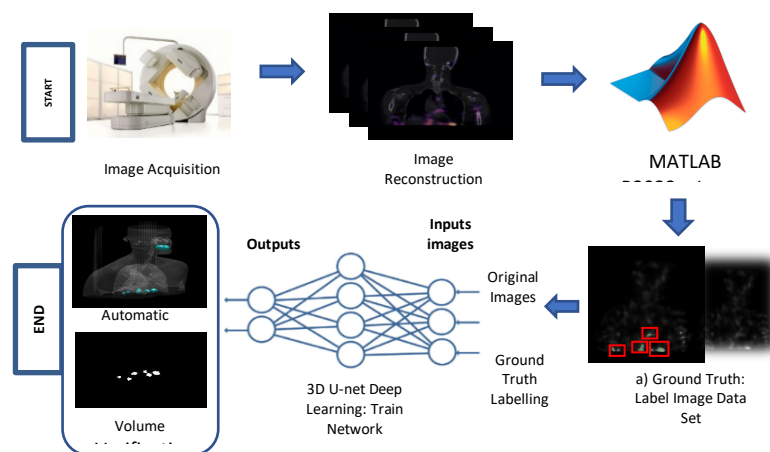 START
Image Acquisition
Image
Reconstruction
MATLAB
Inputs
images
Outputs
Original
Images
Ground
Truth
Labelling
a) Ground Truth:
Label Image Data
Set
3D U-net Deep
Learning: Train
Network
END
Automatic
Volume